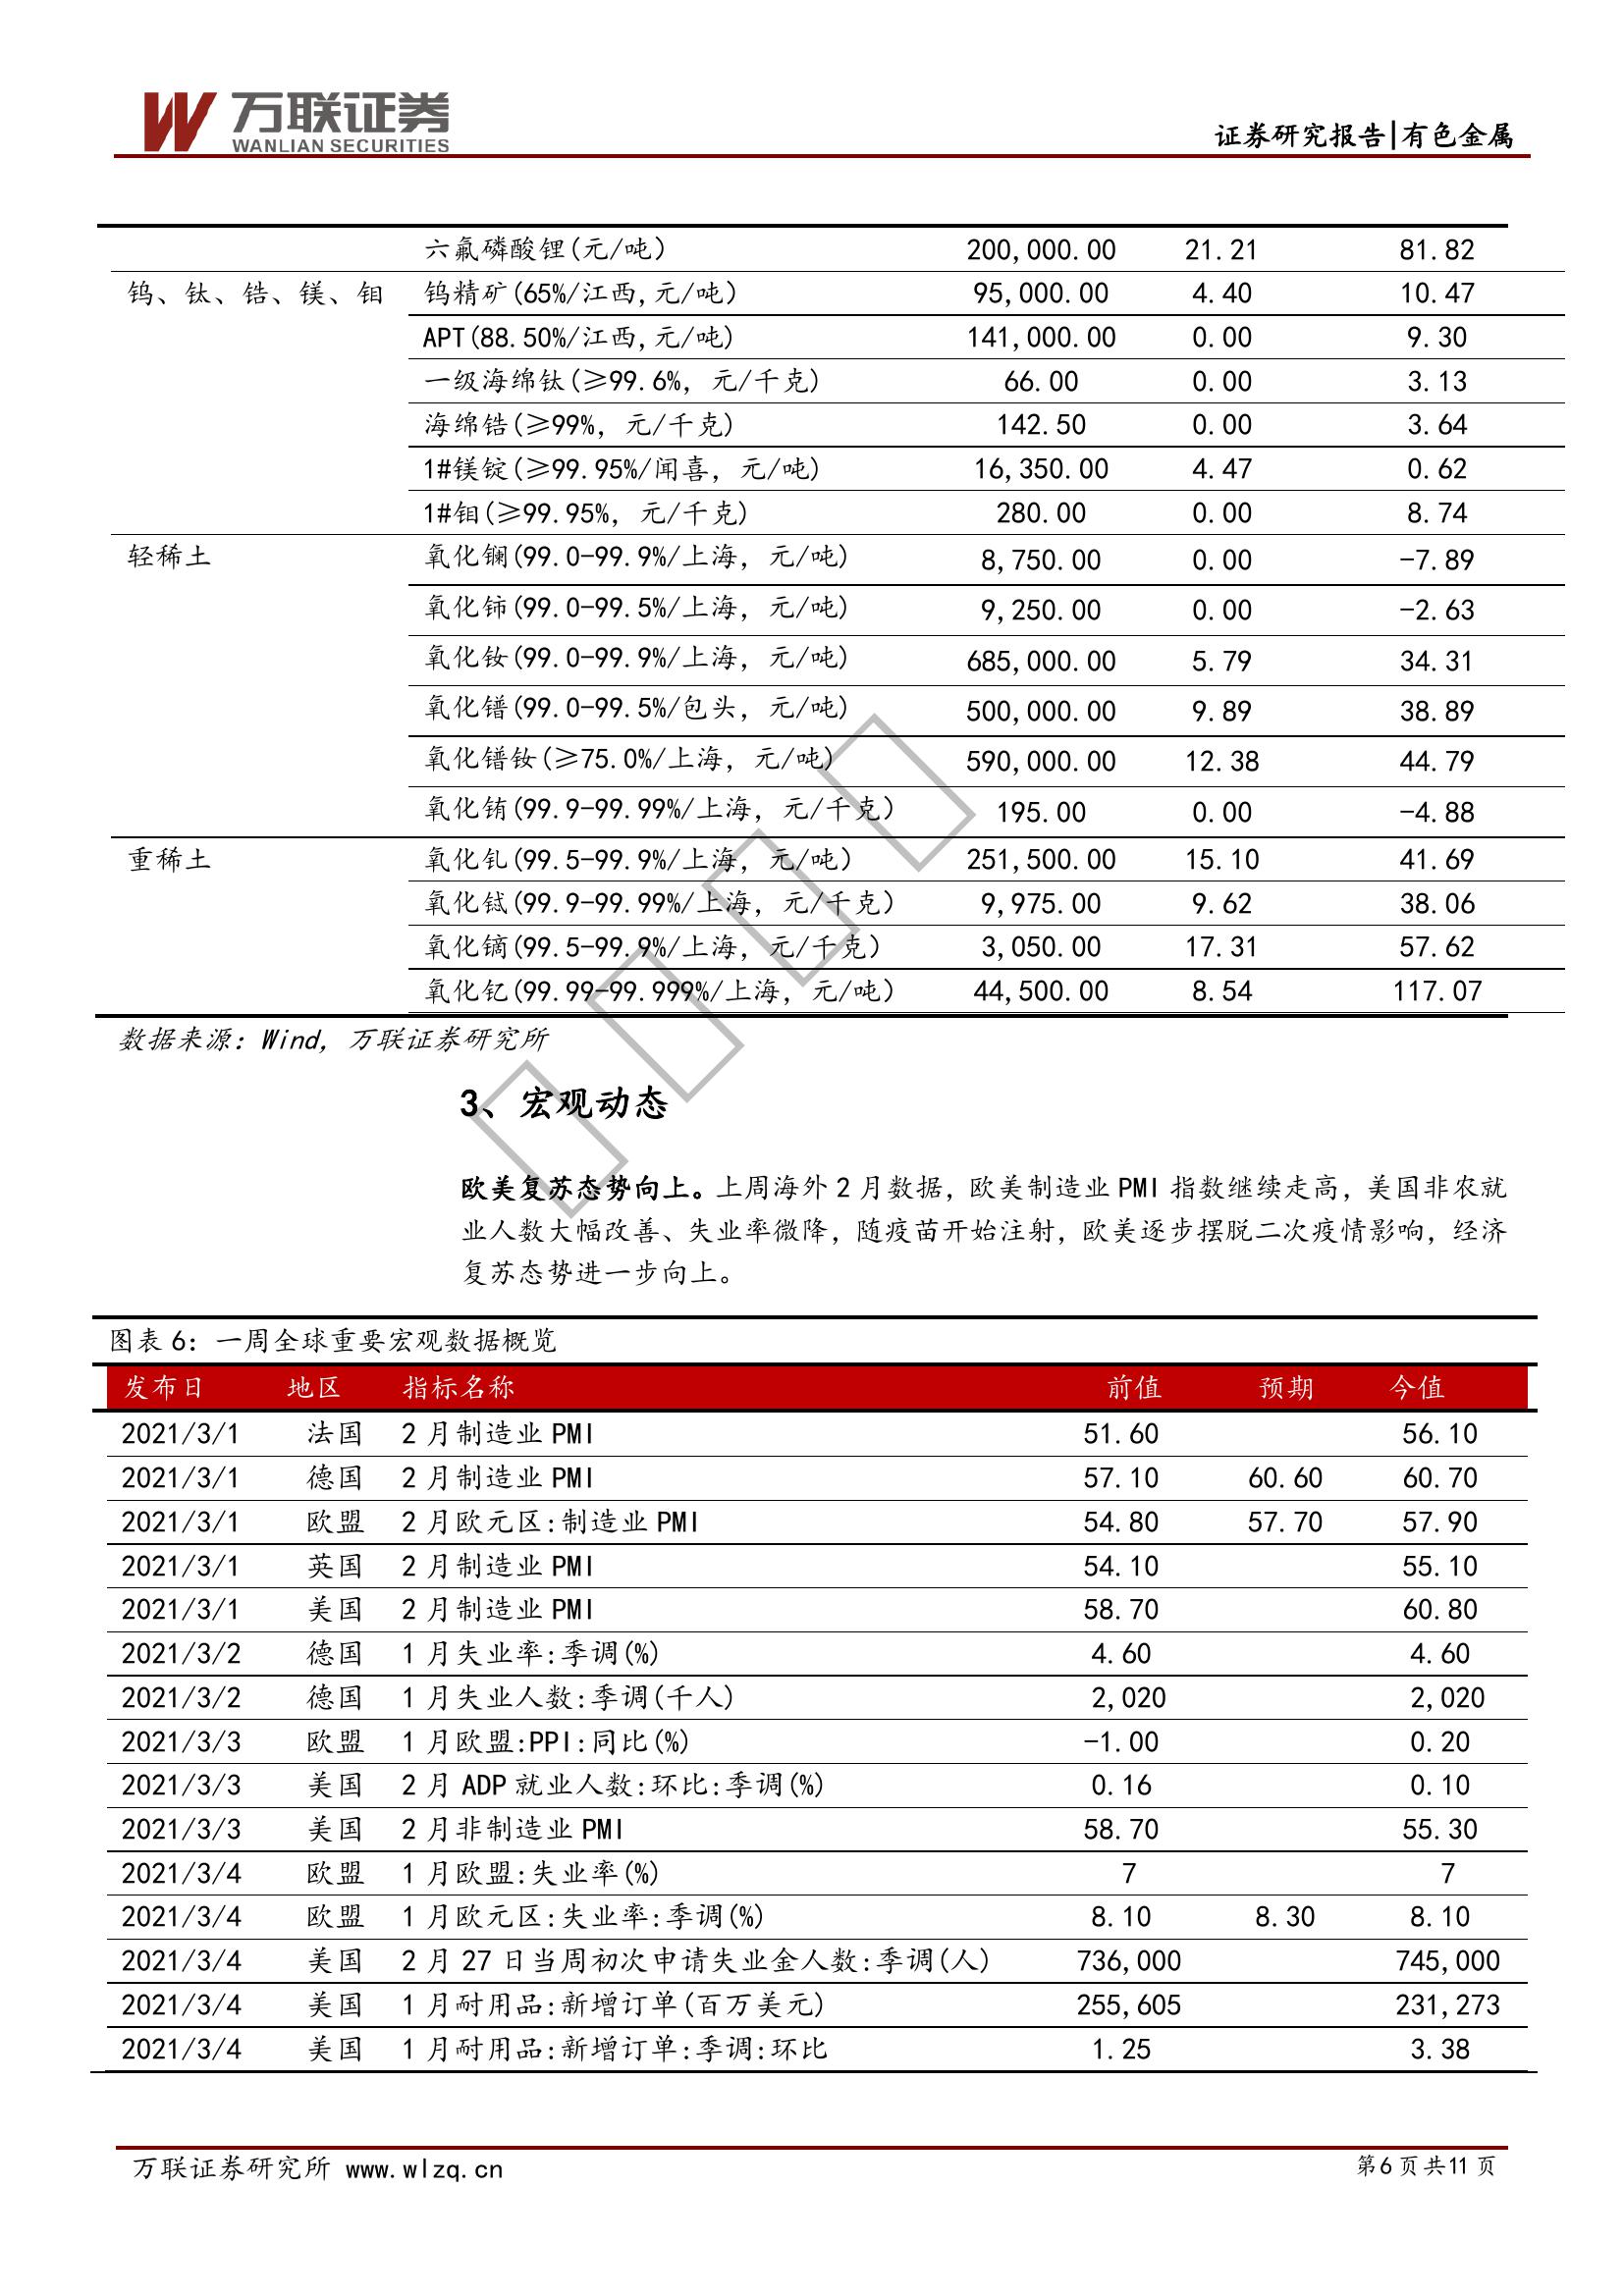 万联证券
WANLIAN SECURITIES
证券研究报告|有色金属
六氟磷酸锂(元/吨) 200,000.00 21.21 81.82
钨、钛、锆、镁、钼 钨精矿(65%/江西,元/吨) 95,000.00 4.40 10.47
APT(88.50%/江西,元/吨) 141,000.00 0.00 9.30
一级海绵钛(≥99.6%, 元/千克) 66.00 0.00 3.13
海绵锆(≥99%, 元/千克) 142.50 0.00 3.64
1#镁锭(≥99.95%/闻喜, 元/吨) 16,350.00 4.47 0.62
1#钼(≥99.95%, 元/千克) 280.00 0.00 8.74
轻稀土 氧化镧(99.0-99.9%/上海, 元/吨) 8,750.00 0.00 -7.89
氧化铈(99.0-99.5%/上海, 元/吨) 9,250.00 0.00 -2.63
氧化钕(99.0-99.9%/上海, 元/吨) 685,000.00 5.79 34.31
氧化镨(99.0-99.5%/包头, 元/吨) 500,000.00 9.89 38.89
氧化镨钕(≥75.0%/上海, 元/吨) 590,000.00 12.38 44.79
氧化铕(99.9-99.99%/上海, 元/千克) 195.00 0.00 -4.88
重稀土 氧化钆(99.5-99.9%/上海, 元/吨) 251,500.00 15.10 41.69
氧化铽(99.9-99.99%/上海, 元/千克) 9,975.00 9.62 38.06
氧化镝(99.5-99.9%/上海, 元/千克) 3,050.00 17.31 57.62
氧化钇(99.99-99.999%/上海, 元/吨) 44,500.00 8.54 117.07
数据来源：Wind, 万联证券研究所
3、宏观动态
欧美复苏态势向上。上周海外2月数据，欧美制造业PMI指数继续走高，美国非农就
业人数大幅改善、失业率微降，随疫苗开始注射，欧美逐步摆脱二次疫情影响，经济
复苏态势进一步向上。
图表6：一周全球重要宏观数据概览
发布日 地区 指标名称 前值 预期 今值
2021/3/1 法国 2月制造业PMI 51.60 56.10
2021/3/1 德国 2月制造业PMI 57.10 60.60 60.70
2021/3/1 欧盟 2月欧元区:制造业PMI 54.80 57.70 57.90
2021/3/1 英国 2月制造业PMI 54.10 55.10
2021/3/1 美国 2月制造业PMI 58.70 60.80
2021/3/2 德国 1月失业率:季调(%) 4.60 4.60
2021/3/2 德国 1月失业人数:季调(千人) 2,020 2,020
2021/3/3 欧盟 1月欧盟:PPI:同比(%) -1.00 0.20
2021/3/3 美国 2月ADP就业人数:环比:季调(%) 0.16 0.10
2021/3/3 美国 2月非制造业PMI 58.70 55.30
2021/3/4 欧盟 1月欧盟:失业率(%) 7 7
2021/3/4 欧盟 1月欧元区:失业率:季调(%) 8.10 8.30 8.10
2021/3/4 美国 2月27日当周初次申请失业金人数:季调(人) 736,000 745,000
2021/3/4 美国 1月耐用品:新增订单(百万美元) 255,605 231,273
2021/3/4 美国 1月耐用品:新增订单:季调:环比 1.25 3.38
万联证券研究所 www.wlzq.cn 第6页共11页